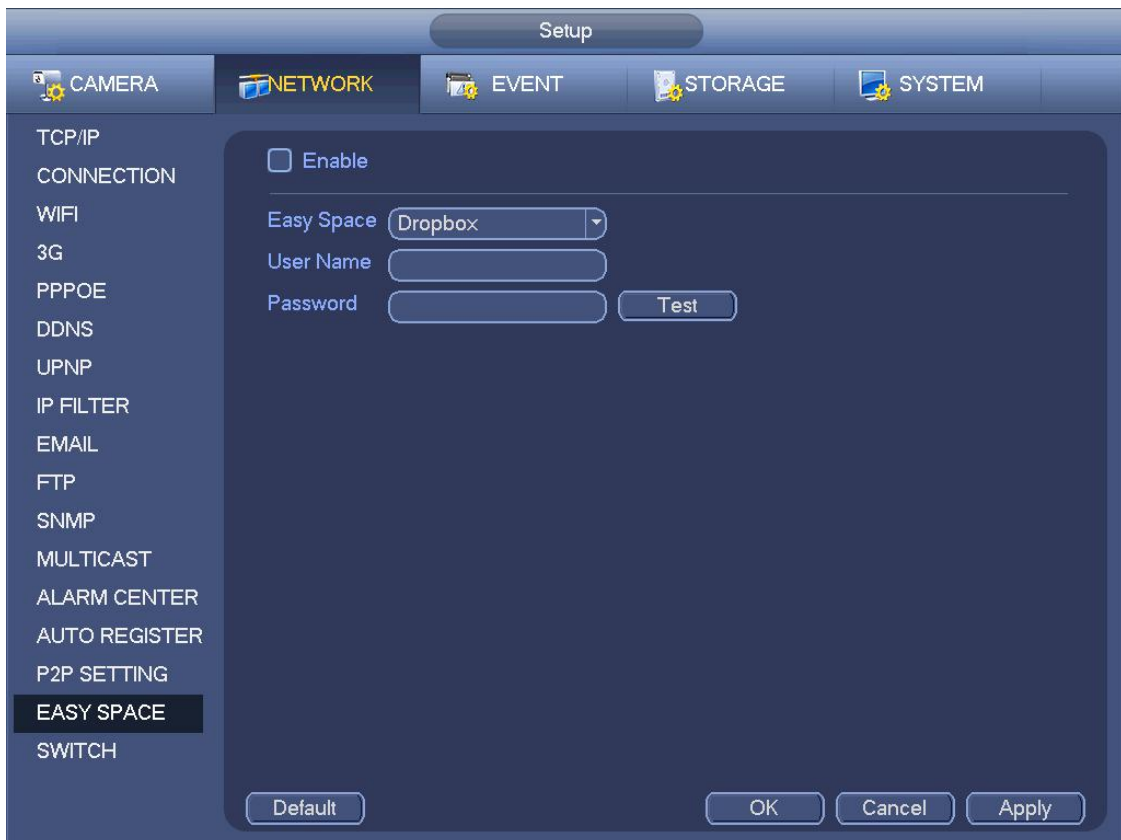 Setup
CAMERA NETWORK EVENT STORAGE SYSTEM
TCP/IP
CONNECTION
WIFI
3G
PPPOE
DDNS
UPNP
IP FILTER
EMAIL
FTP
SNMP
MULTICAST
ALARM CENTER
AUTO REGISTER
P2P SETTING
EASY SPACE
SWITCH
Enable
Easy Space Dropbox
User Name
Password Test
Default OK Cancel Apply